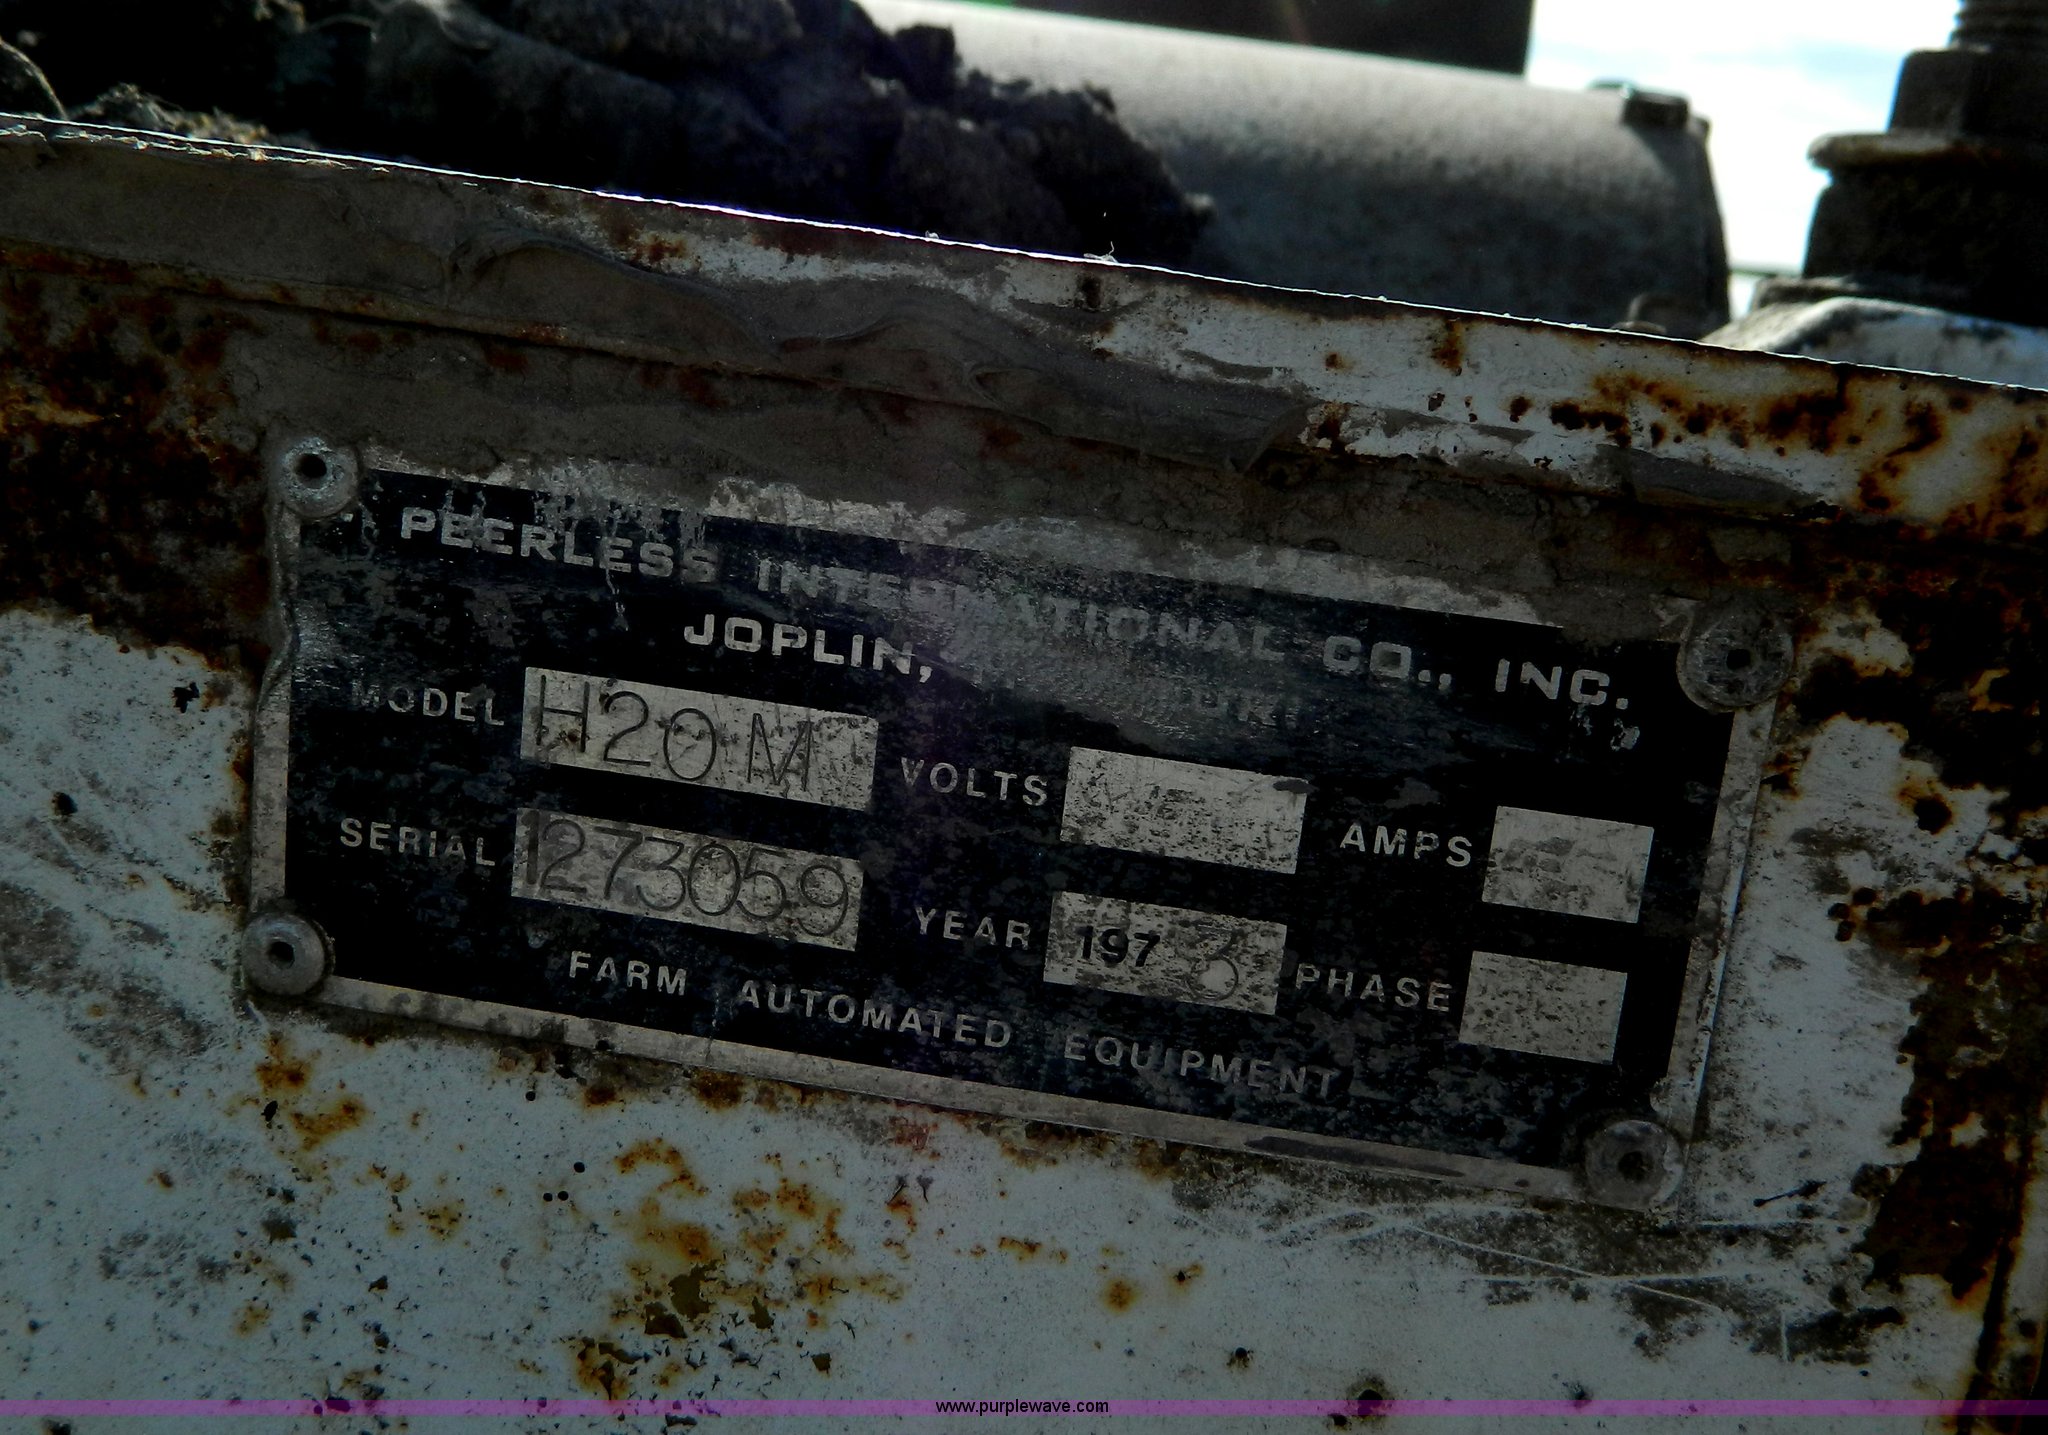 PEERLESS INTERNATIONAL CO., INC.
JOPLIN, MISSOURI
MODEL H20M VOLTS AMPS
SERIAL 1273059 YEAR 1973 PHASE
FARM AUTOMATED EQUIPMENT
www.purplewave.com